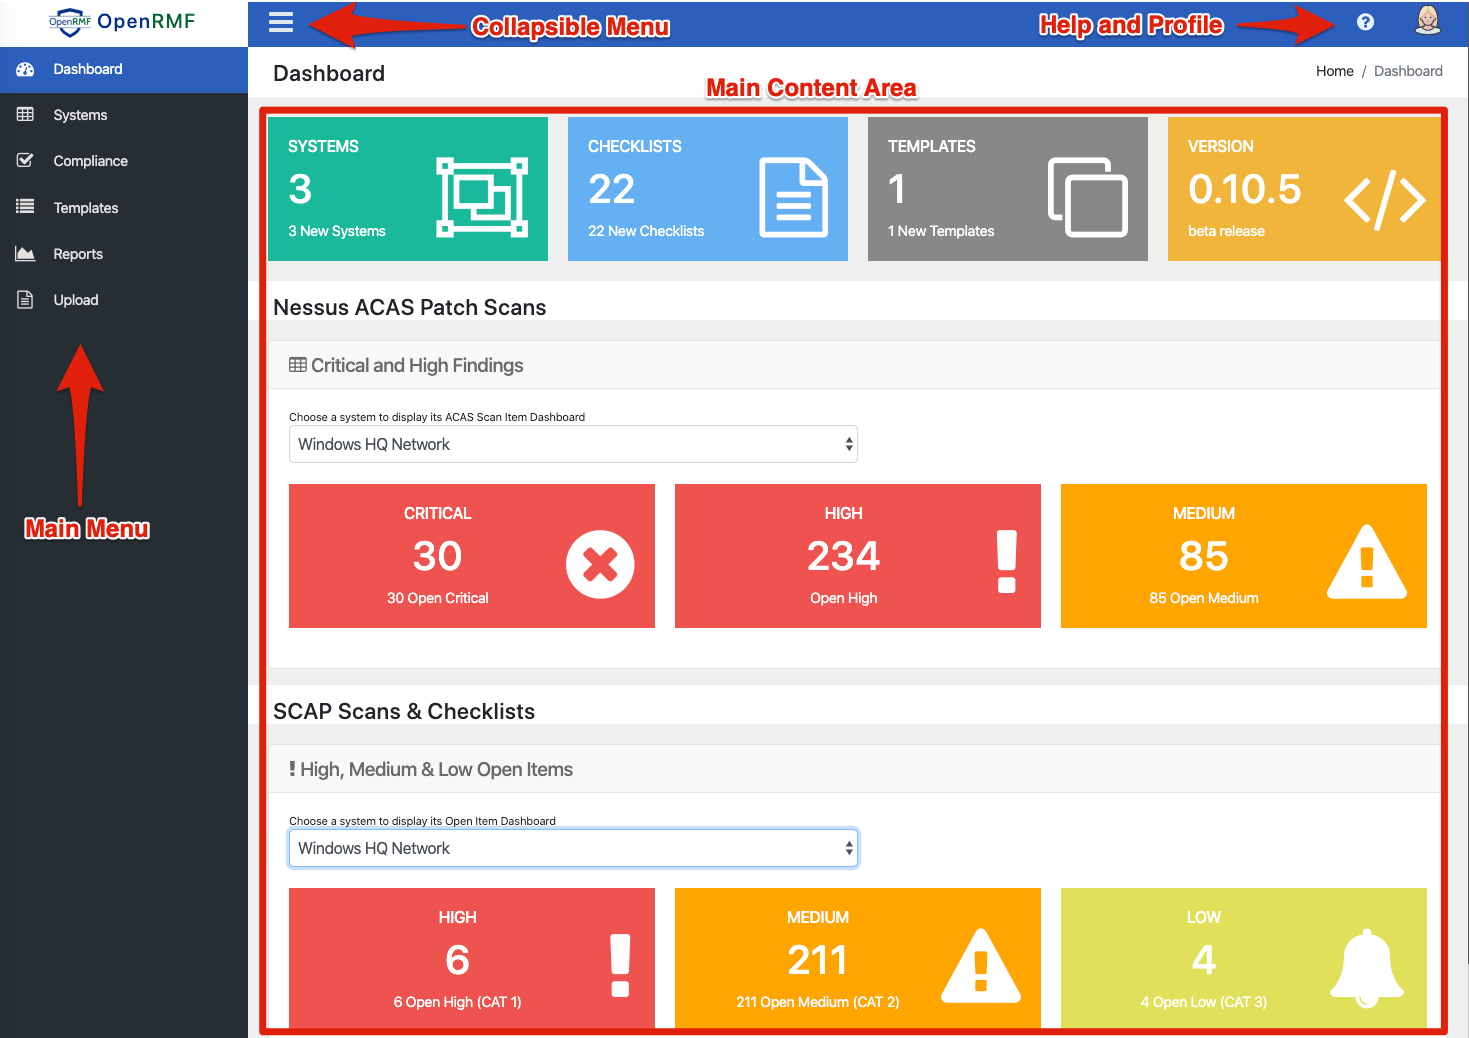 OpenRMF OpenRMF
Collapsible Menu
Help and Profile
Dashboard
Systems
Compliance
Templates
Reports
Upload
Main Menu
Dashboard
Home / Dashboard
Main Content Area
SYSTEMS
3
3 New Systems
CHECKLISTS
22
22 New Checklists
TEMPLATES
1
1 New Templates
VERSION
0.10.5
beta release
Nessus ACAS Patch Scans
Critical and High Findings
Choose a system to display its ACAS Scan Item Dashboard
Windows HQ Network
CRITICAL
30
30 Open Critical
HIGH
234
Open High
MEDIUM
85
85 Open Medium
SCAP Scans & Checklists
High, Medium & Low Open Items
Choose a system to display its Open Item Dashboard
Windows HQ Network
HIGH
6
6 Open High (CAT 1)
MEDIUM
211
211 Open Medium (CAT 2)
LOW
4
4 Open Low (CAT 3)